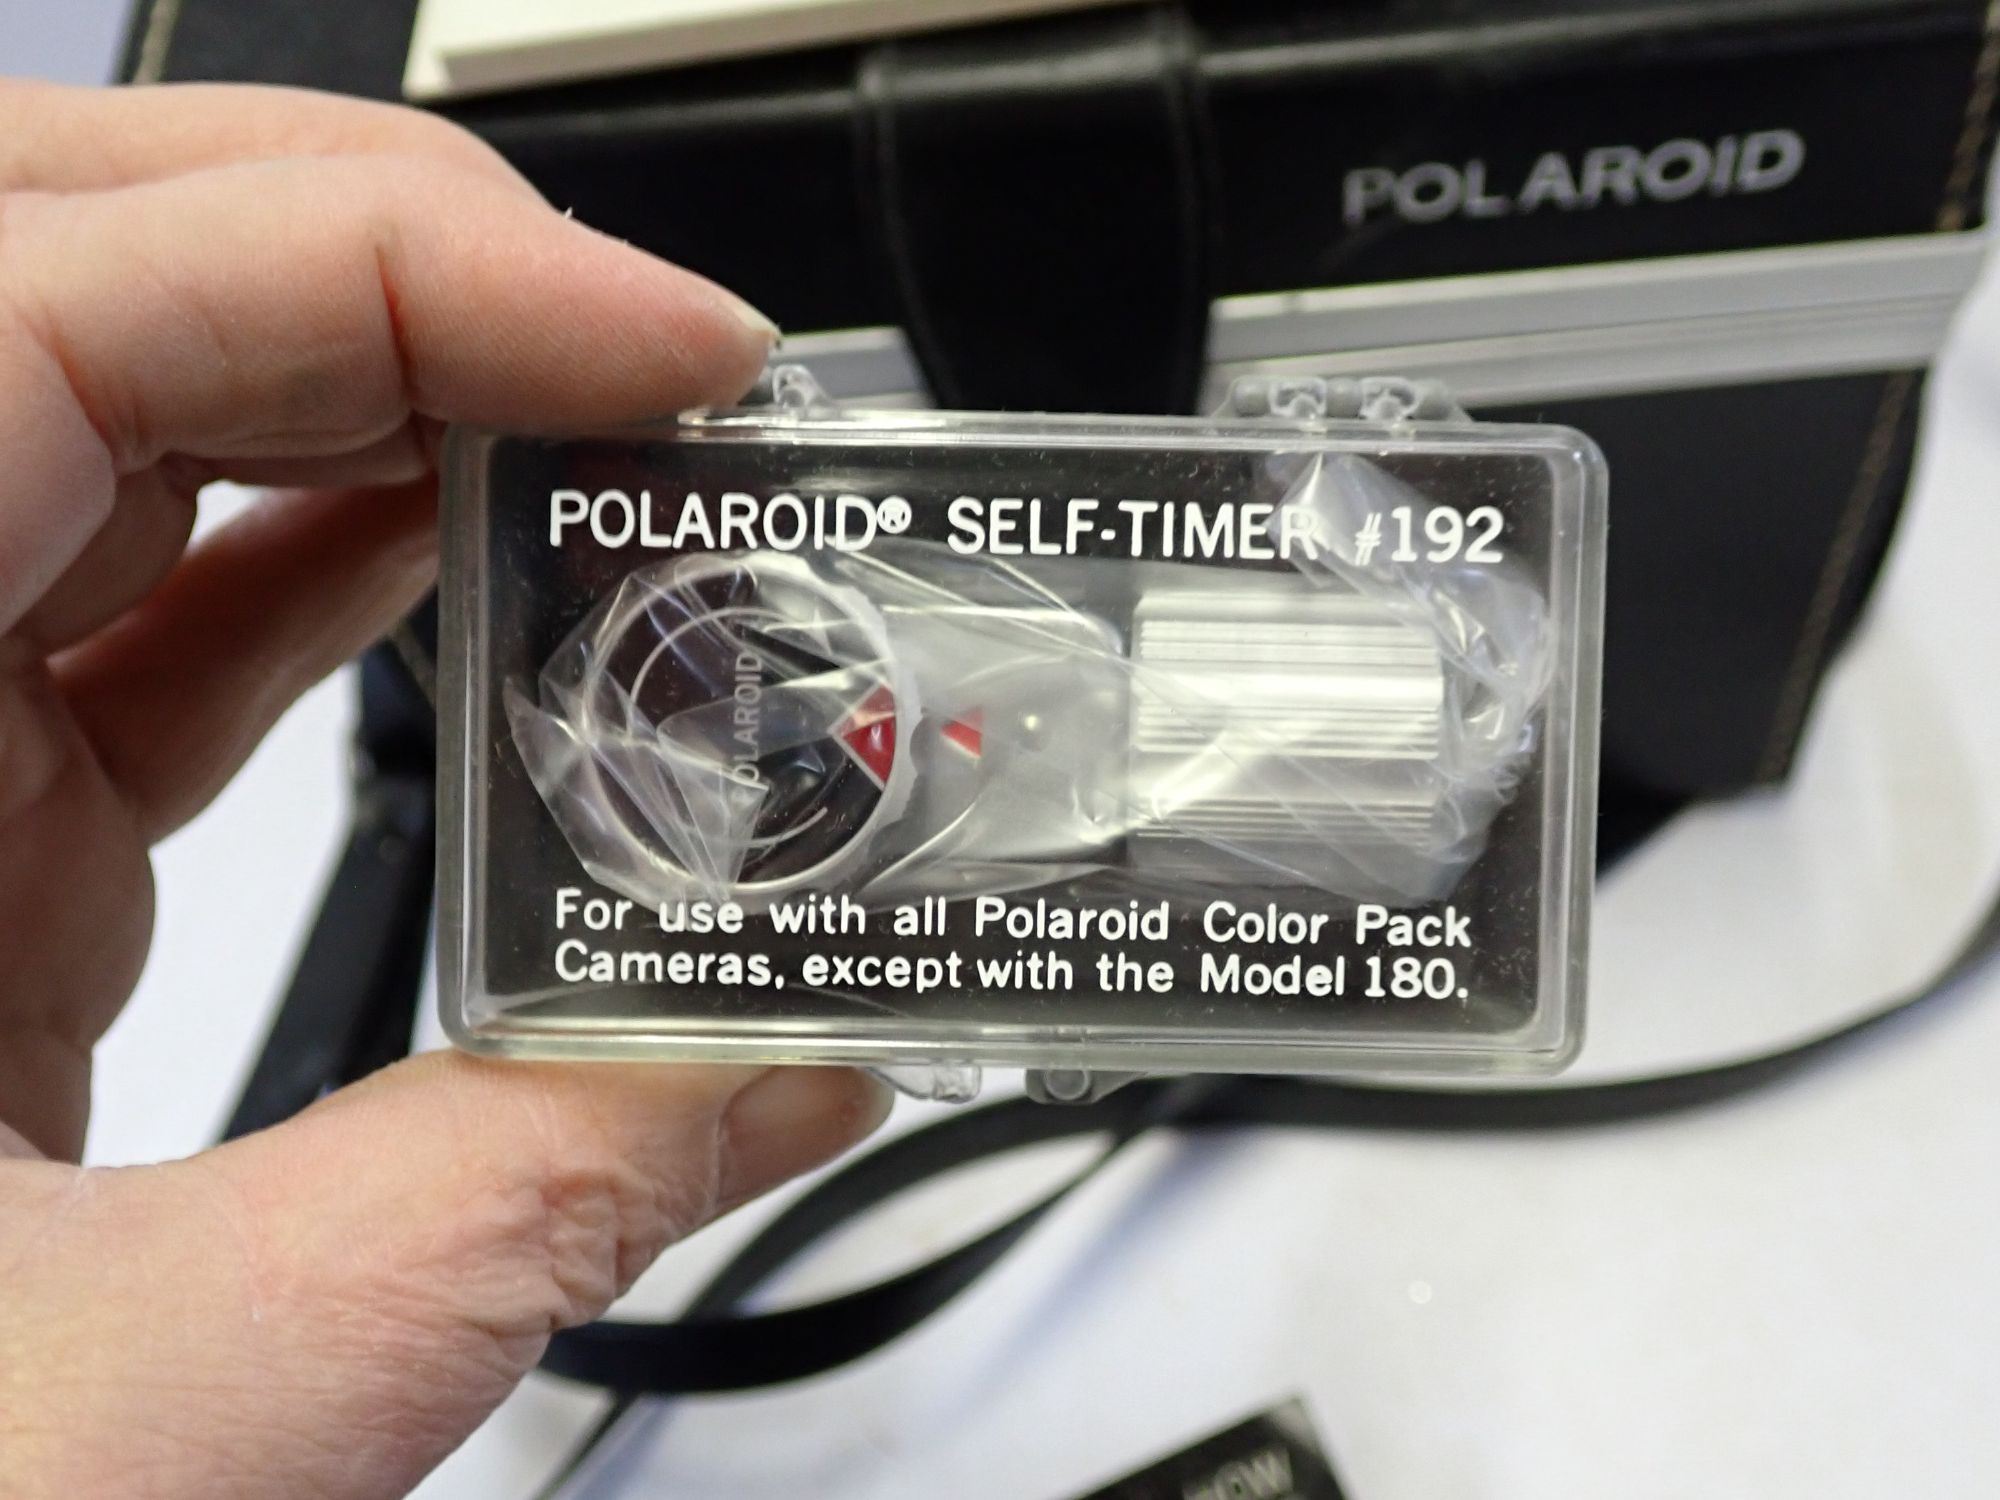 POLAROID
POLAROID® SELF-TIMER #192
POLAROID
For use with all Polaroid Color Pack
Cameras, except with the Model 180.